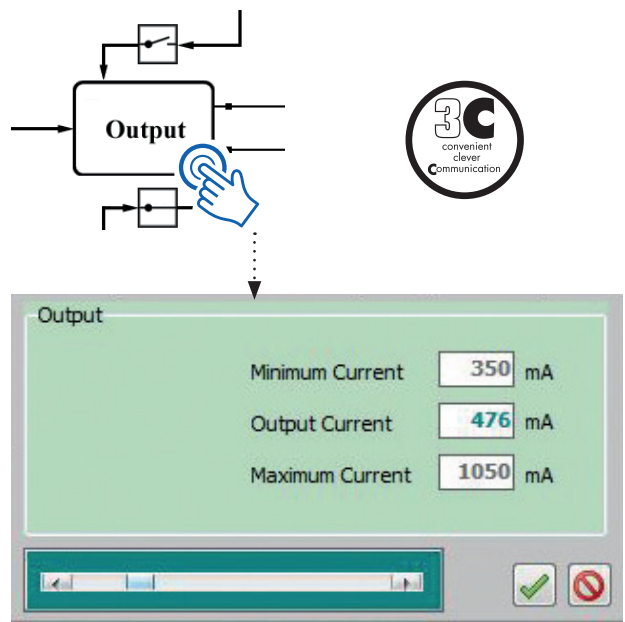 Output
3C
convenient
clever
Communication
Output
Minimum Current 350 mA
Output Current 476 mA
Maximum Current 1050 mA